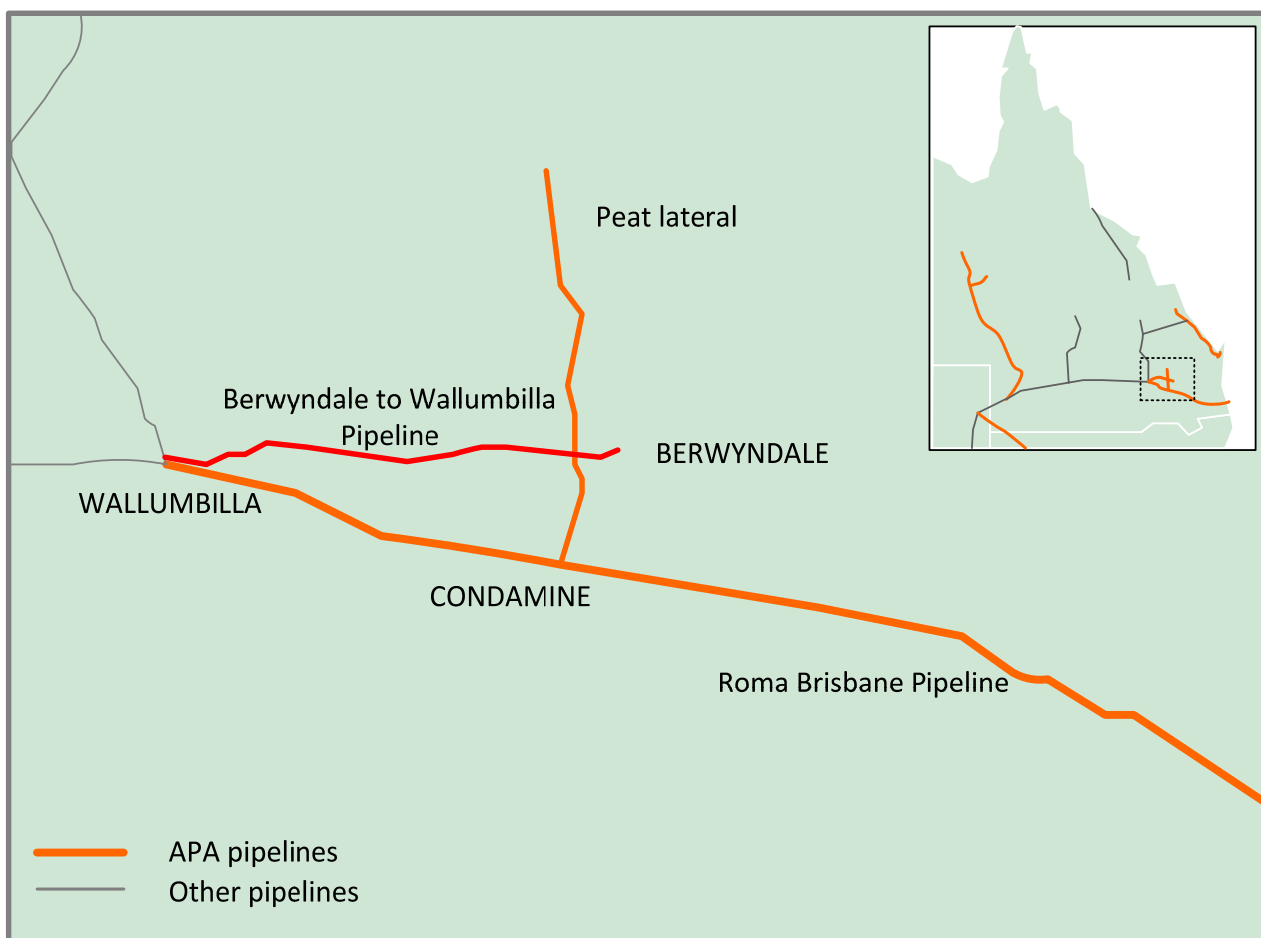 Peat lateral
Berwyndale to Wallumbilla
Pipeline
BERWYNDALE
WALLUMBILLA
CONDAMINE
Roma Brisbane Pipeline
APA pipelines
Other pipelines